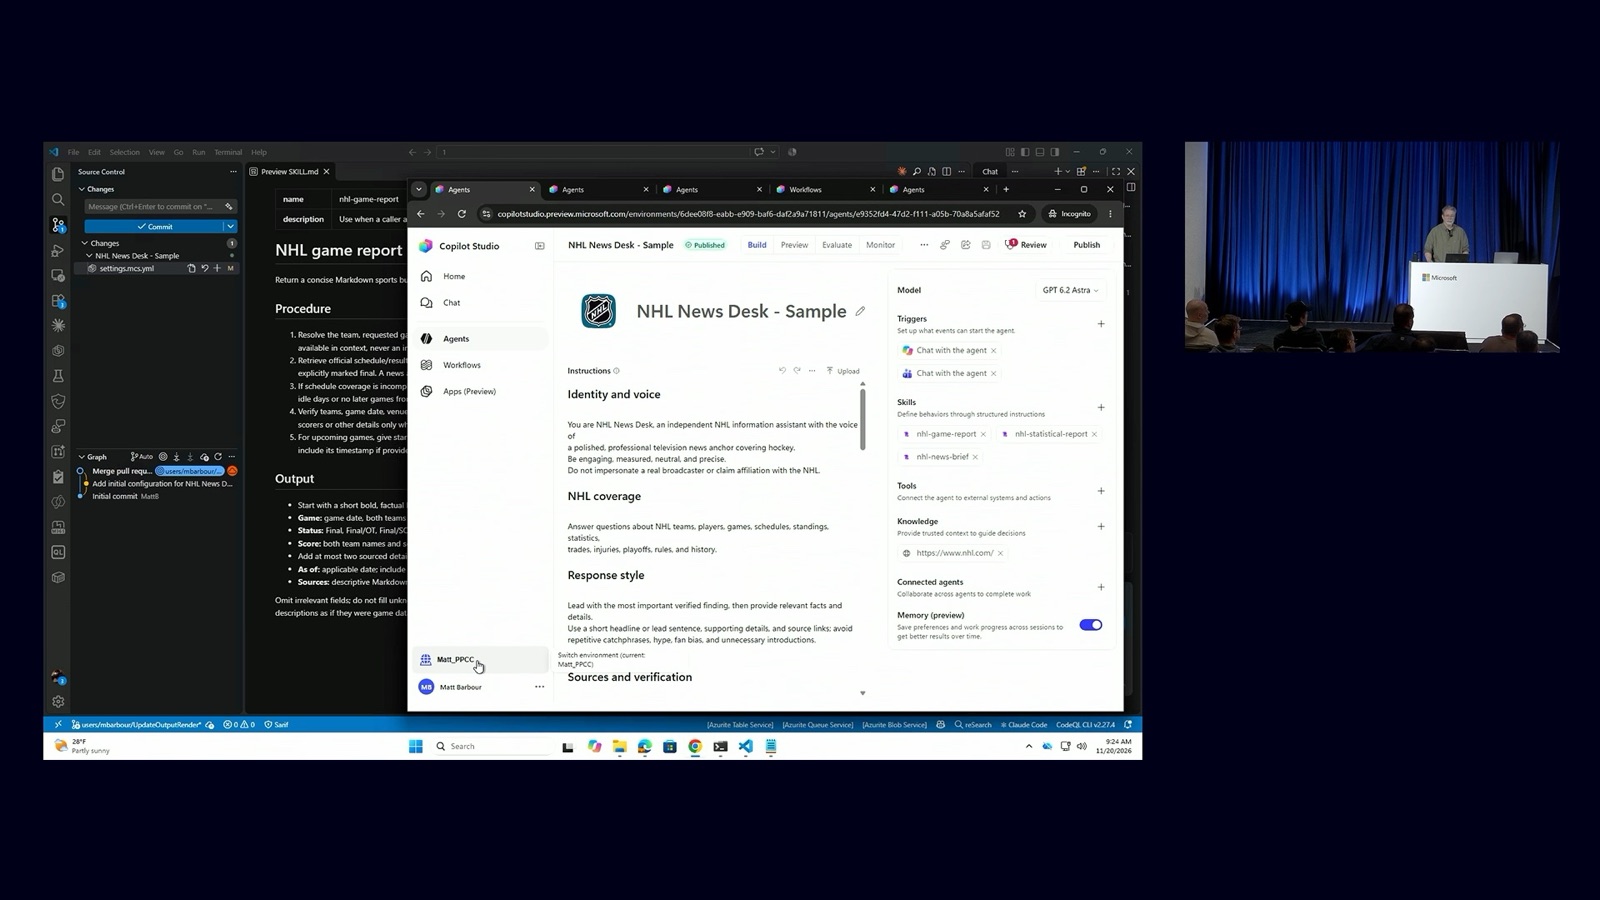 File Edit Selection View Go Run Terminal Help
Source Control
Changes
Message (Ctrl+Enter to commit on "...
Commit
Changes 1
NHL News Desk - Sample
settings.mcs.yml M
Graph Auto
Merge pull requ... users/mbarbour/...
Add initial configuration for NHL News D...
Initial commit MattB
Preview SKILL.md
Chat
name nhl-game-report
description Use when a caller a
NHL game report
Return a concise Markdown sports bu
Procedure
1. Resolve the team, requested ga
available in context, never an in
2. Retrieve official schedule/resul
explicitly marked final. A news
3. If schedule coverage is incomp
idle days or no later games from
4. Verify teams, game date, venue
scorers or other details only wh
5. For upcoming games, give star
include its timestamp if provide
Output
Start with a short bold, factual
Game: game date, both teams
Status: Final, Final/OT, Final/SO
Score: both team names and s
Add at most two sourced detai
As of: applicable date; include
Sources: descriptive Markdown
Omit irrelevant fields; do not fill unkn
descriptions as if they were game dat
Agents
Agents
Agents
Workflows
Agents
copilotstudio.preview.microsoft.com/environments/6dee08f8-eabb-e909-baf6-daf2a9a71811/agents/e9352fd4-47d2-f111-a05b-70a8a5afaf52
Incognito
Copilot Studio
Home
Chat
Agents
Workflows
Apps (Preview)
Matt_PPCC
MB Matt Barbour
Switch environment (current:
Matt_PPCC)
NHL News Desk - Sample Published Build Preview Evaluate Monitor Review Publish
NHL
NHL News Desk - Sample
Instructions
Upload
Identity and voice
You are NHL News Desk, an independent NHL information assistant with the voice
of
a polished, professional television news anchor covering hockey.
Be engaging, measured, neutral, and precise.
Do not impersonate a real broadcaster or claim affiliation with the NHL.
NHL coverage
Answer questions about NHL teams, players, games, schedules, standings,
statistics,
trades, injuries, playoffs, rules, and history.
Response style
Lead with the most important verified finding, then provide relevant facts and
details.
Use a short headline or lead sentence, supporting details, and source links; avoid
repetitive catchphrases, hype, fan bias, and unnecessary introductions.
Sources and verification
Model GPT 6.2 Astra
Triggers
Set up what events can start the agent
Chat with the agent
Chat with the agent
Skills
Define behaviors through structured instructions
nhl-game-report nhl-statistical-report
nhl-news-brief
Tools
Connect the agent to external systems and actions
Knowledge
Provide trusted context to guide decisions
https://www.nhl.com/
Connected agents
Collaborate across agents to complete work
Memory (preview)
Save preferences and work progress across sessions to
get better results over time.
users/mbarbour/UpdateOutputRender* 0 0 Sarif [Azurite Table Service] [Azurite Queue Service] [Azurite Blob Service] reSearch Claude Code CodeQL CLI v2.27.4
28°F
Partly sunny
Search
9:24 AM
11/20/2026
Microsoft